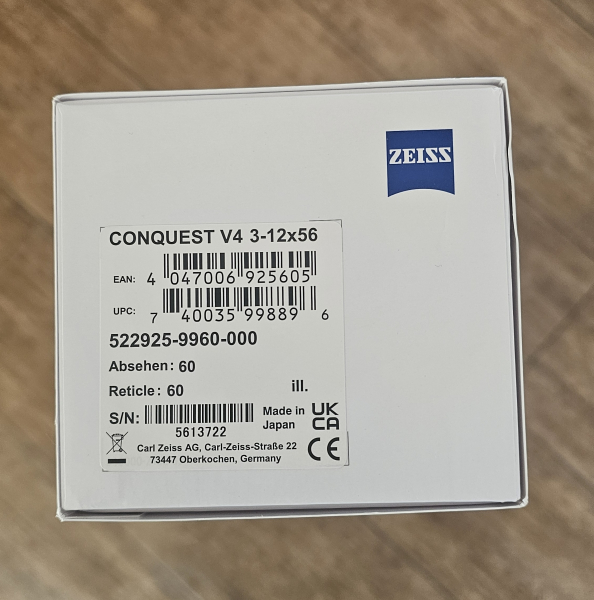 ZEISS
CONQUEST V4 3-12x56
EAN: 4 047006 925605
UPC: 7 40035 99889 6
522925-9960-000
Absehen: 60
Reticle: 60 ill.
S/N: 5613722
Made in Japan
UK CA
CE
Carl Zeiss AG, Carl-Zeiss-Straße 22
73447 Oberkochen, Germany